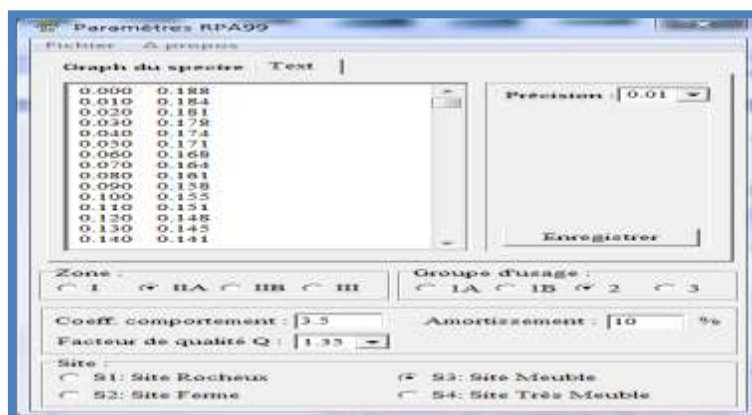 Paramètres RPA99
Fichier A propos
Graph du spectre Text
0.000 0.188
0.010 0.184
0.020 0.181
0.030 0.178
0.040 0.174
0.050 0.171
0.060 0.168
0.070 0.164
0.080 0.161
0.090 0.158
0.100 0.155
0.110 0.151
0.120 0.148
0.130 0.145
0.140 0.141
Précision : 0.01
Enregistrer
Zone :
I IIA IIB III
Groupe d'usage :
1A 1B 2 3
Coeff. comportement : 3.5
Amortissement : 10 %
Facteur de qualité Q : 1.35
Site :
S1: Site Rocheux
S3: Site Meuble
S2: Site Ferme
S4: Site Très Meuble